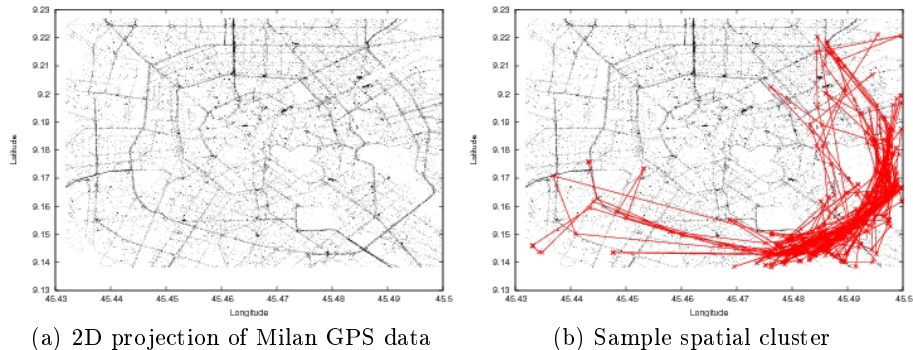 9.23
9.22
9.21
9.2
9.19
9.18
9.17
9.16
9.15
9.14
9.13
Latitude
45.43 45.44 45.45 45.46 45.47 45.48 45.49 45.5
Longitude
(a) 2D projection of Milan GPS data
9.23
9.22
9.21
9.2
9.19
9.18
9.17
9.16
9.15
9.14
9.13
Latitude
45.43 45.44 45.45 45.46 45.47 45.48 45.49 45.5
Longitude
(b) Sample spatial cluster